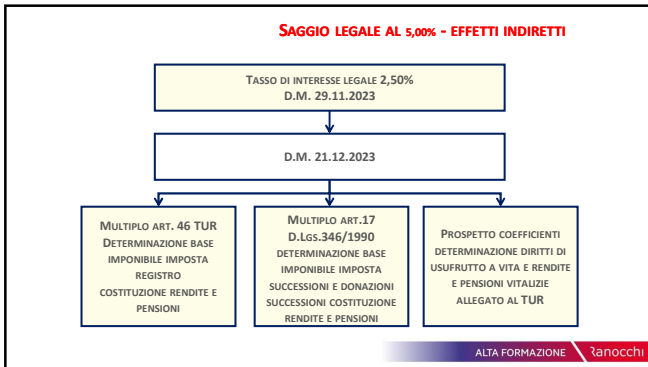 SAGGIO LEGALE AL 5,00% - EFFETTI INDIRETTI
TASSO DI INTERESSE LEGALE 2,50%
D.M. 29.11.2023
D.M. 21.12.2023
MULTIPLO ART. 46 TUR
DETERMINAZIONE BASE
IMPONIBILE IMPOSTA
REGISTRO
COSTITUZIONE RENDITE E
PENSIONI
MULTIPLO ART.17
D.LGS.346/1990
DETERMINAZIONE BASE
IMPONIBILE IMPOSTA
SUCCESSIONI E DONAZIONI
SUCCESSIONI COSTITUZIONE
RENDITE E PENSIONI
PROSPETTO COEFFICIENTI
DETERMINAZIONE DIRITTI DI
USUFRUTTO A VITA E RENDITE
E PENSIONI VITALIZIE
ALLEGATO AL TUR
ALTA FORMAZIONE Ranocchi